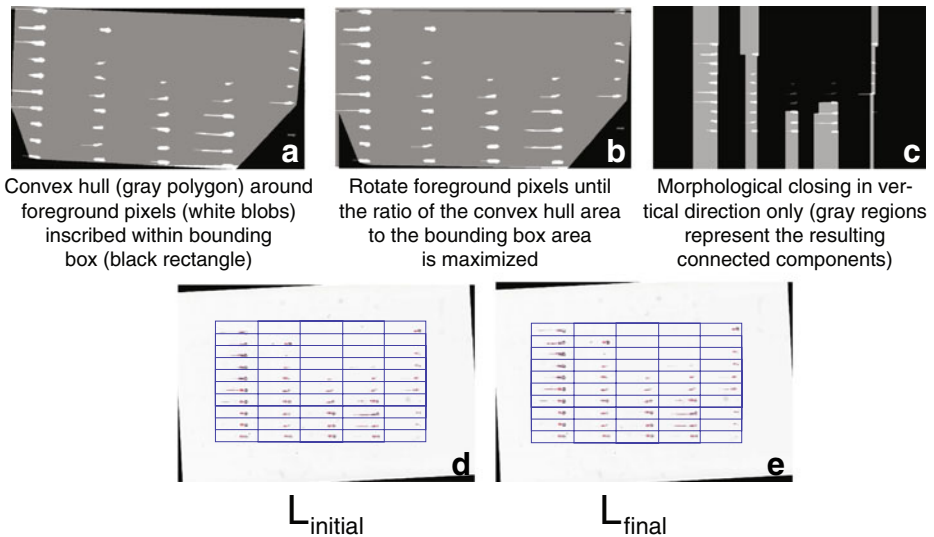 a
b
c
Convex hull (gray polygon) around
foreground pixels (white blobs)
inscribed within bounding
box (black rectangle)
Rotate foreground pixels until
the ratio of the convex hull area
to the bounding box area
is maximized
Morphological closing in ver-
tical direction only (gray regions
represent the resulting
connected components)
d
e
Linitial
Lfinal